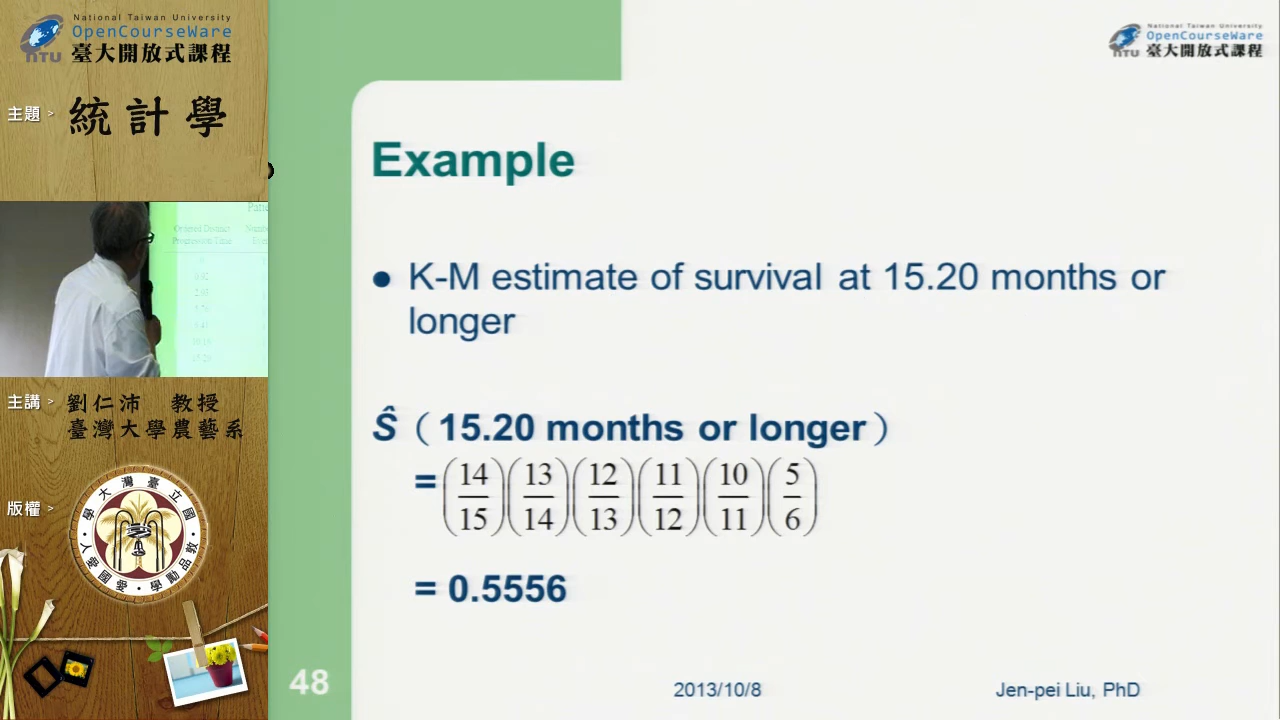 National Taiwan University
OpenCourseWare
NTU 臺大開放式課程
主題 > 統計學
主講 > 劉仁沛 教授
臺灣大學農藝系
版權 >
National Taiwan University
OpenCourseWare
NTU 臺大開放式課程
Example
● K-M estimate of survival at 15.20 months or
longer
Ŝ（15.20 months or longer）
= (14/15)(13/14)(12/13)(11/12)(10/11)(5/6)
= 0.5556
48
2013/10/8
Jen-pei Liu, PhD